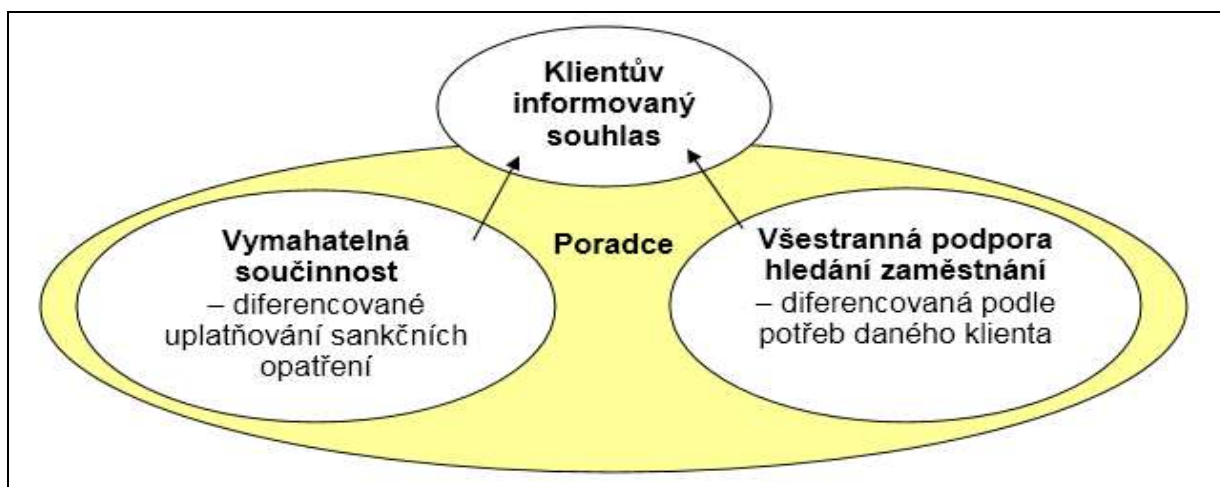 Klientův
informovaný
souhlas
Vymahatelná
součinnost
– diferencované
uplatňování sankčních
opatření
Poradce
Všestranná podpora
hledání zaměstnání
– diferencovaná podle
potřeb daného klienta